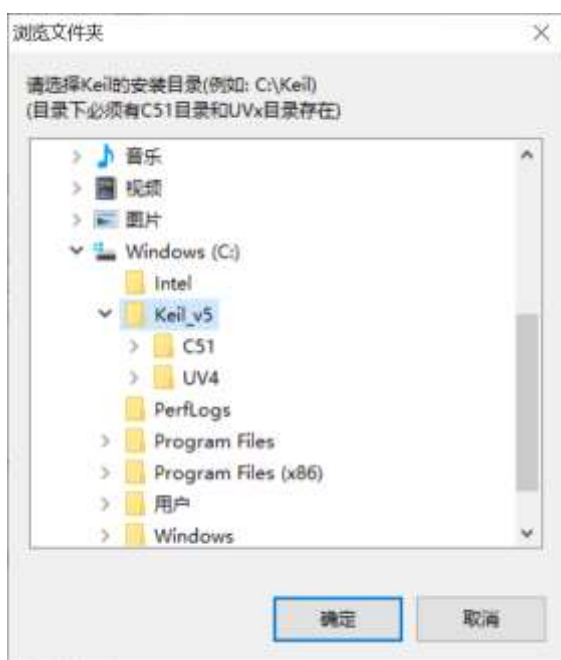 浏览文件夹
请选择Keil的安装目录(例如: C:\Keil)
(目录下必须有C51目录和UVx目录存在)
音乐
视频
图片
Windows (C:)
Intel
Keil_v5
C51
UV4
PerfLogs
Program Files
Program Files (x86)
用户
Windows
确定
取消